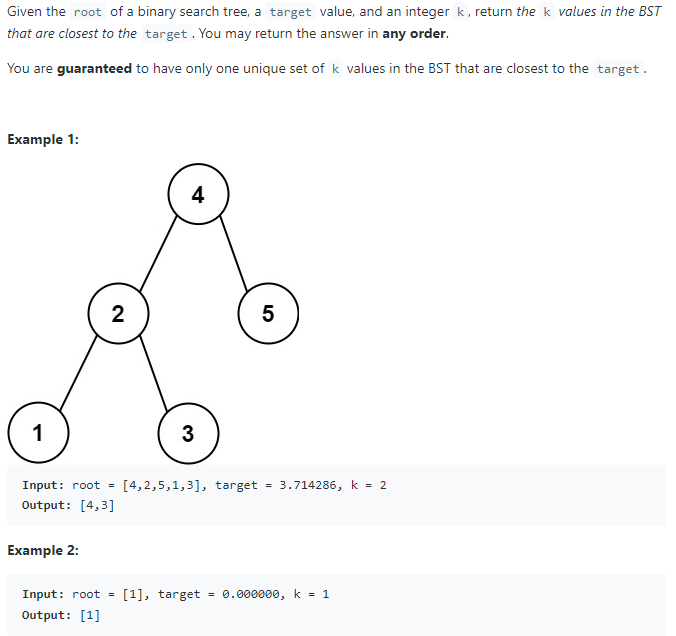 Given the root of a binary search tree, a target value, and an integer k, return the k values in the BST
that are closest to the target. You may return the answer in any order.
You are guaranteed to have only one unique set of k values in the BST that are closest to the target.
Example 1:
4
2
5
1
3
Input: root = [4,2,5,1,3], target = 3.714286, k = 2
Output: [4,3]
Example 2:
Input: root = [1], target = 0.000000, k = 1
Output: [1]